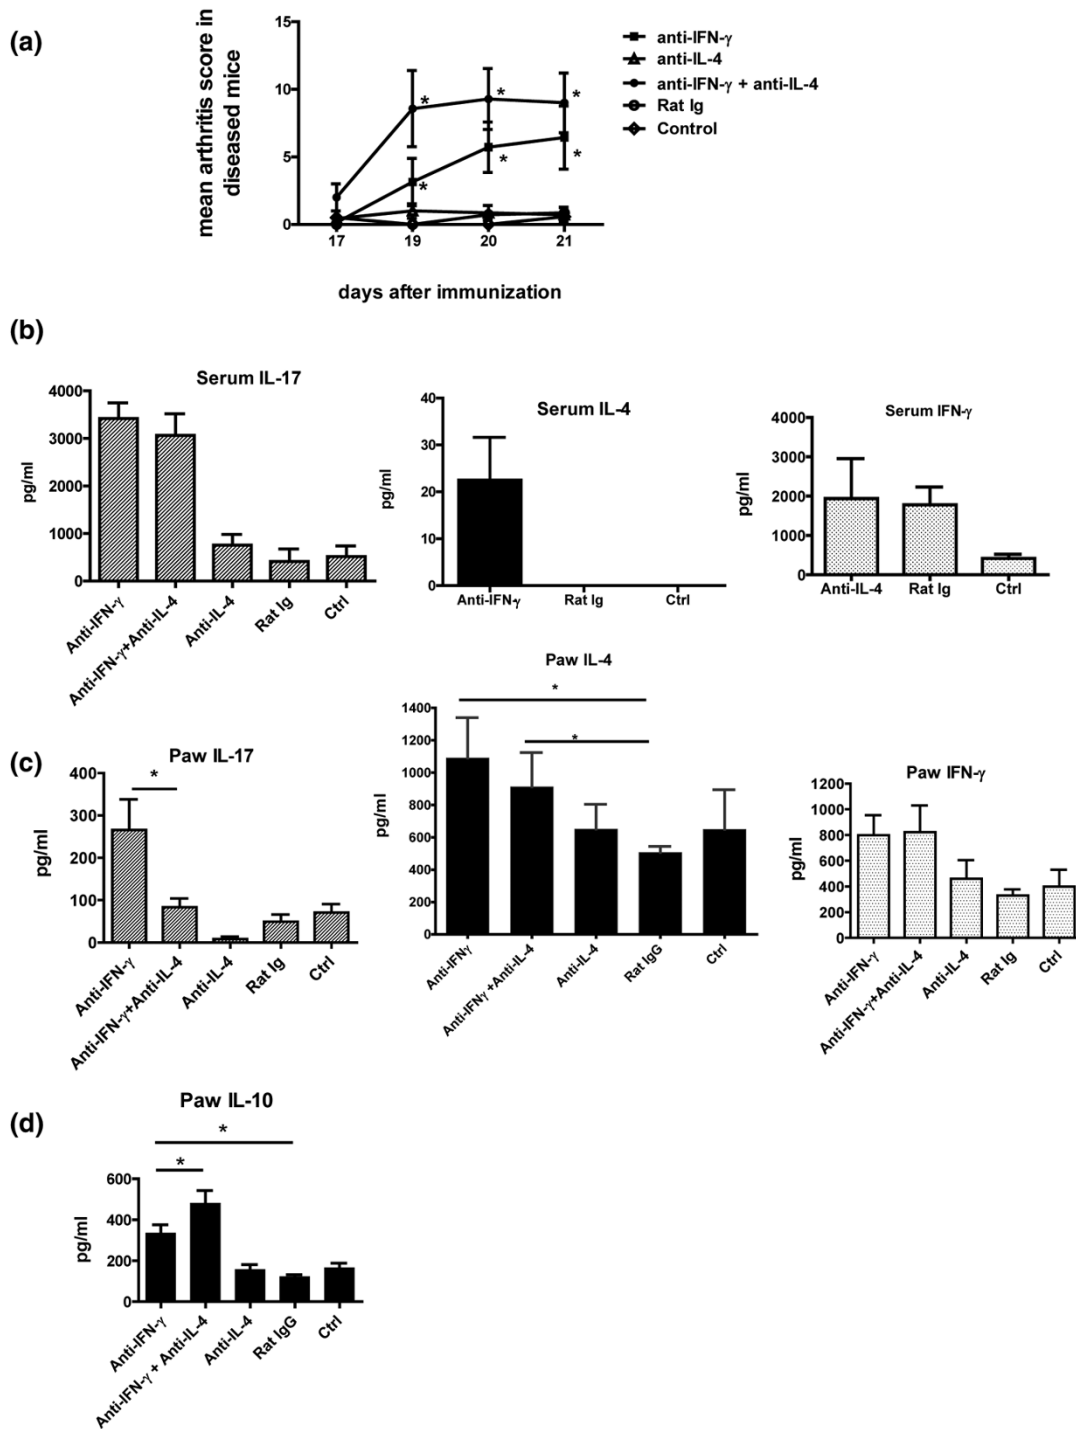 (a)
mean arthritis score in
diseased mice
15
10
5
0
* * *
* * *
17 19 20 21
days after immunization
anti-IFN-γ
anti-IL-4
anti-IFN-γ + anti-IL-4
Rat Ig
Control
(b)
Serum IL-17
pg/ml
4000
3000
2000
1000
0
Anti-IFN-γ
Anti-IFN-γ+Anti-IL-4
Anti-IL-4
Rat Ig
Ctrl
Serum IL-4
pg/ml
40
30
20
10
0
Anti-IFN-γ Rat Ig Ctrl
Serum IFN-γ
pg/ml
4000
3000
2000
1000
0
Anti-IL-4 Rat Ig Ctrl
(c)
Paw IL-17
pg/ml
400
300
200
100
0
*
Anti-IFN-γ
Anti-IFN-γ+Anti-IL-4
Anti-IL-4
Rat Ig
Ctrl
Paw IL-4
pg/ml
1400
1200
1000
800
600
400
200
0
*
*
Anti-IFNγ
Anti-IFNγ +Anti-IL-4
Anti-IL-4
Rat IgG
Ctrl
Paw IFN-γ
pg/ml
1200
1000
800
600
400
200
0
Anti-IFN-γ
Anti-IFN-γ+Anti-IL-4
Anti-IL-4
Rat Ig
Ctrl
(d)
Paw IL-10
pg/ml
600
400
200
0
*
*
Anti-IFN-γ
Anti-IFN-γ + Anti-IL-4
Anti-IL-4
Rat IgG
Ctrl